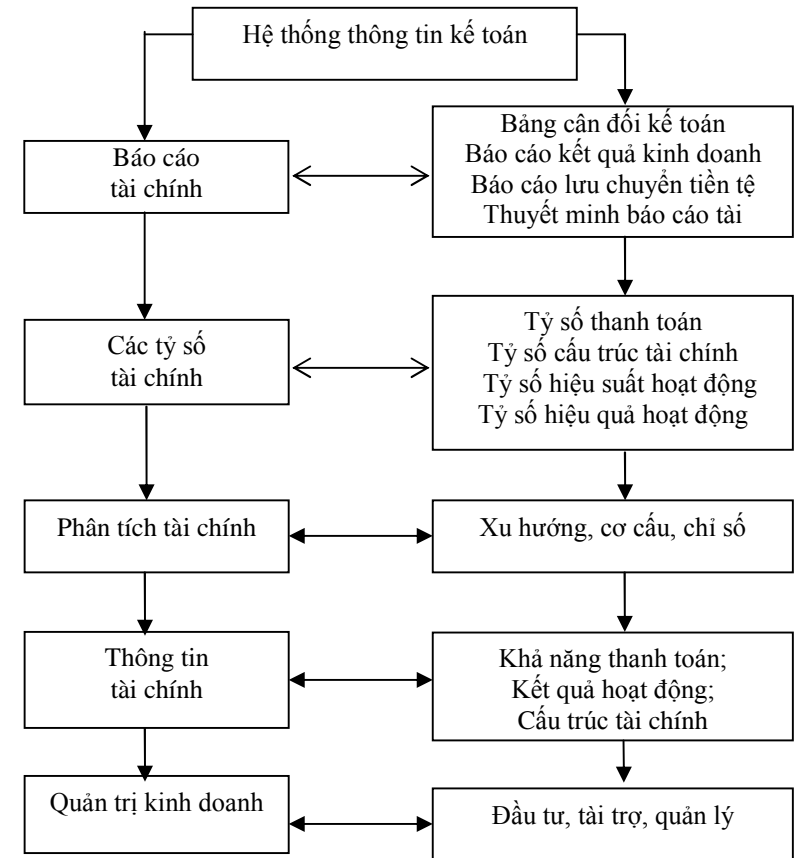 Hệ thống thông tin kế toán
Báo cáo
tài chính
Bảng cân đối kế toán
Báo cáo kết quả kinh doanh
Báo cáo lưu chuyển tiền tệ
Thuyết minh báo cáo tài
Các tỷ số
tài chính
Tỷ số thanh toán
Tỷ số cấu trúc tài chính
Tỷ số hiệu suất hoạt động
Tỷ số hiệu quả hoạt động
Phân tích tài chính
Xu hướng, cơ cấu, chỉ số
Thông tin
tài chính
Khả năng thanh toán;
Kết quả hoạt động;
Cấu trúc tài chính
Quản trị kinh doanh
Đầu tư, tài trợ, quản lý